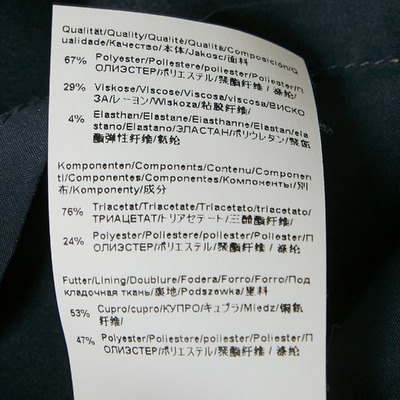 Qualität/Quality/Qualité/Qualità/Composición/Q
ualidade/Качество/本体/Jakosc/面料
67% Polyester/Poliestere/poliester/Poliester/П
ОЛИЭСТЕР/ポリエステル/聚酯纤维 / 涤纶
29% Viskose/Viscose/Viscosa/viscosa/ВИСКО
ЗА/レーヨン/Wiskoza/粘胶纤维/
4% Elasthan/Elastane/Elasthanne/Elastan/ela
stano/Elastano/ЭЛАСТАН/ポリウレタン/聚氨
酯弹性纤维/氨纶
Komponenten/Components/Contenu/Componen
ti/Componentes/Componentes/Компоненты/別
布/Komponenty/成分
76% Triacetat/Triacetate/Triacetato/triacetato/
ТРИАЦЕТАТ/トリアセテート/三醋酯纤维/
24% Polyester/Poliestere/poliester/Poliester/П
ОЛИЭСТЕР/ポリエステル/聚酯纤维 / 涤纶
Futter/Lining/Doublure/Fodera/Forro/Forro/Под
кладочная ткань/裏地/Podszewka/里料
53% Cupro/cupro/КУПРО/キュプラ/Miedz/铜氨
纤维/
47% Polyester/Poliestere/poliester/Poliester/П
ОЛИЭСТЕР/ポリエステル/聚酯纤维 / 涤纶